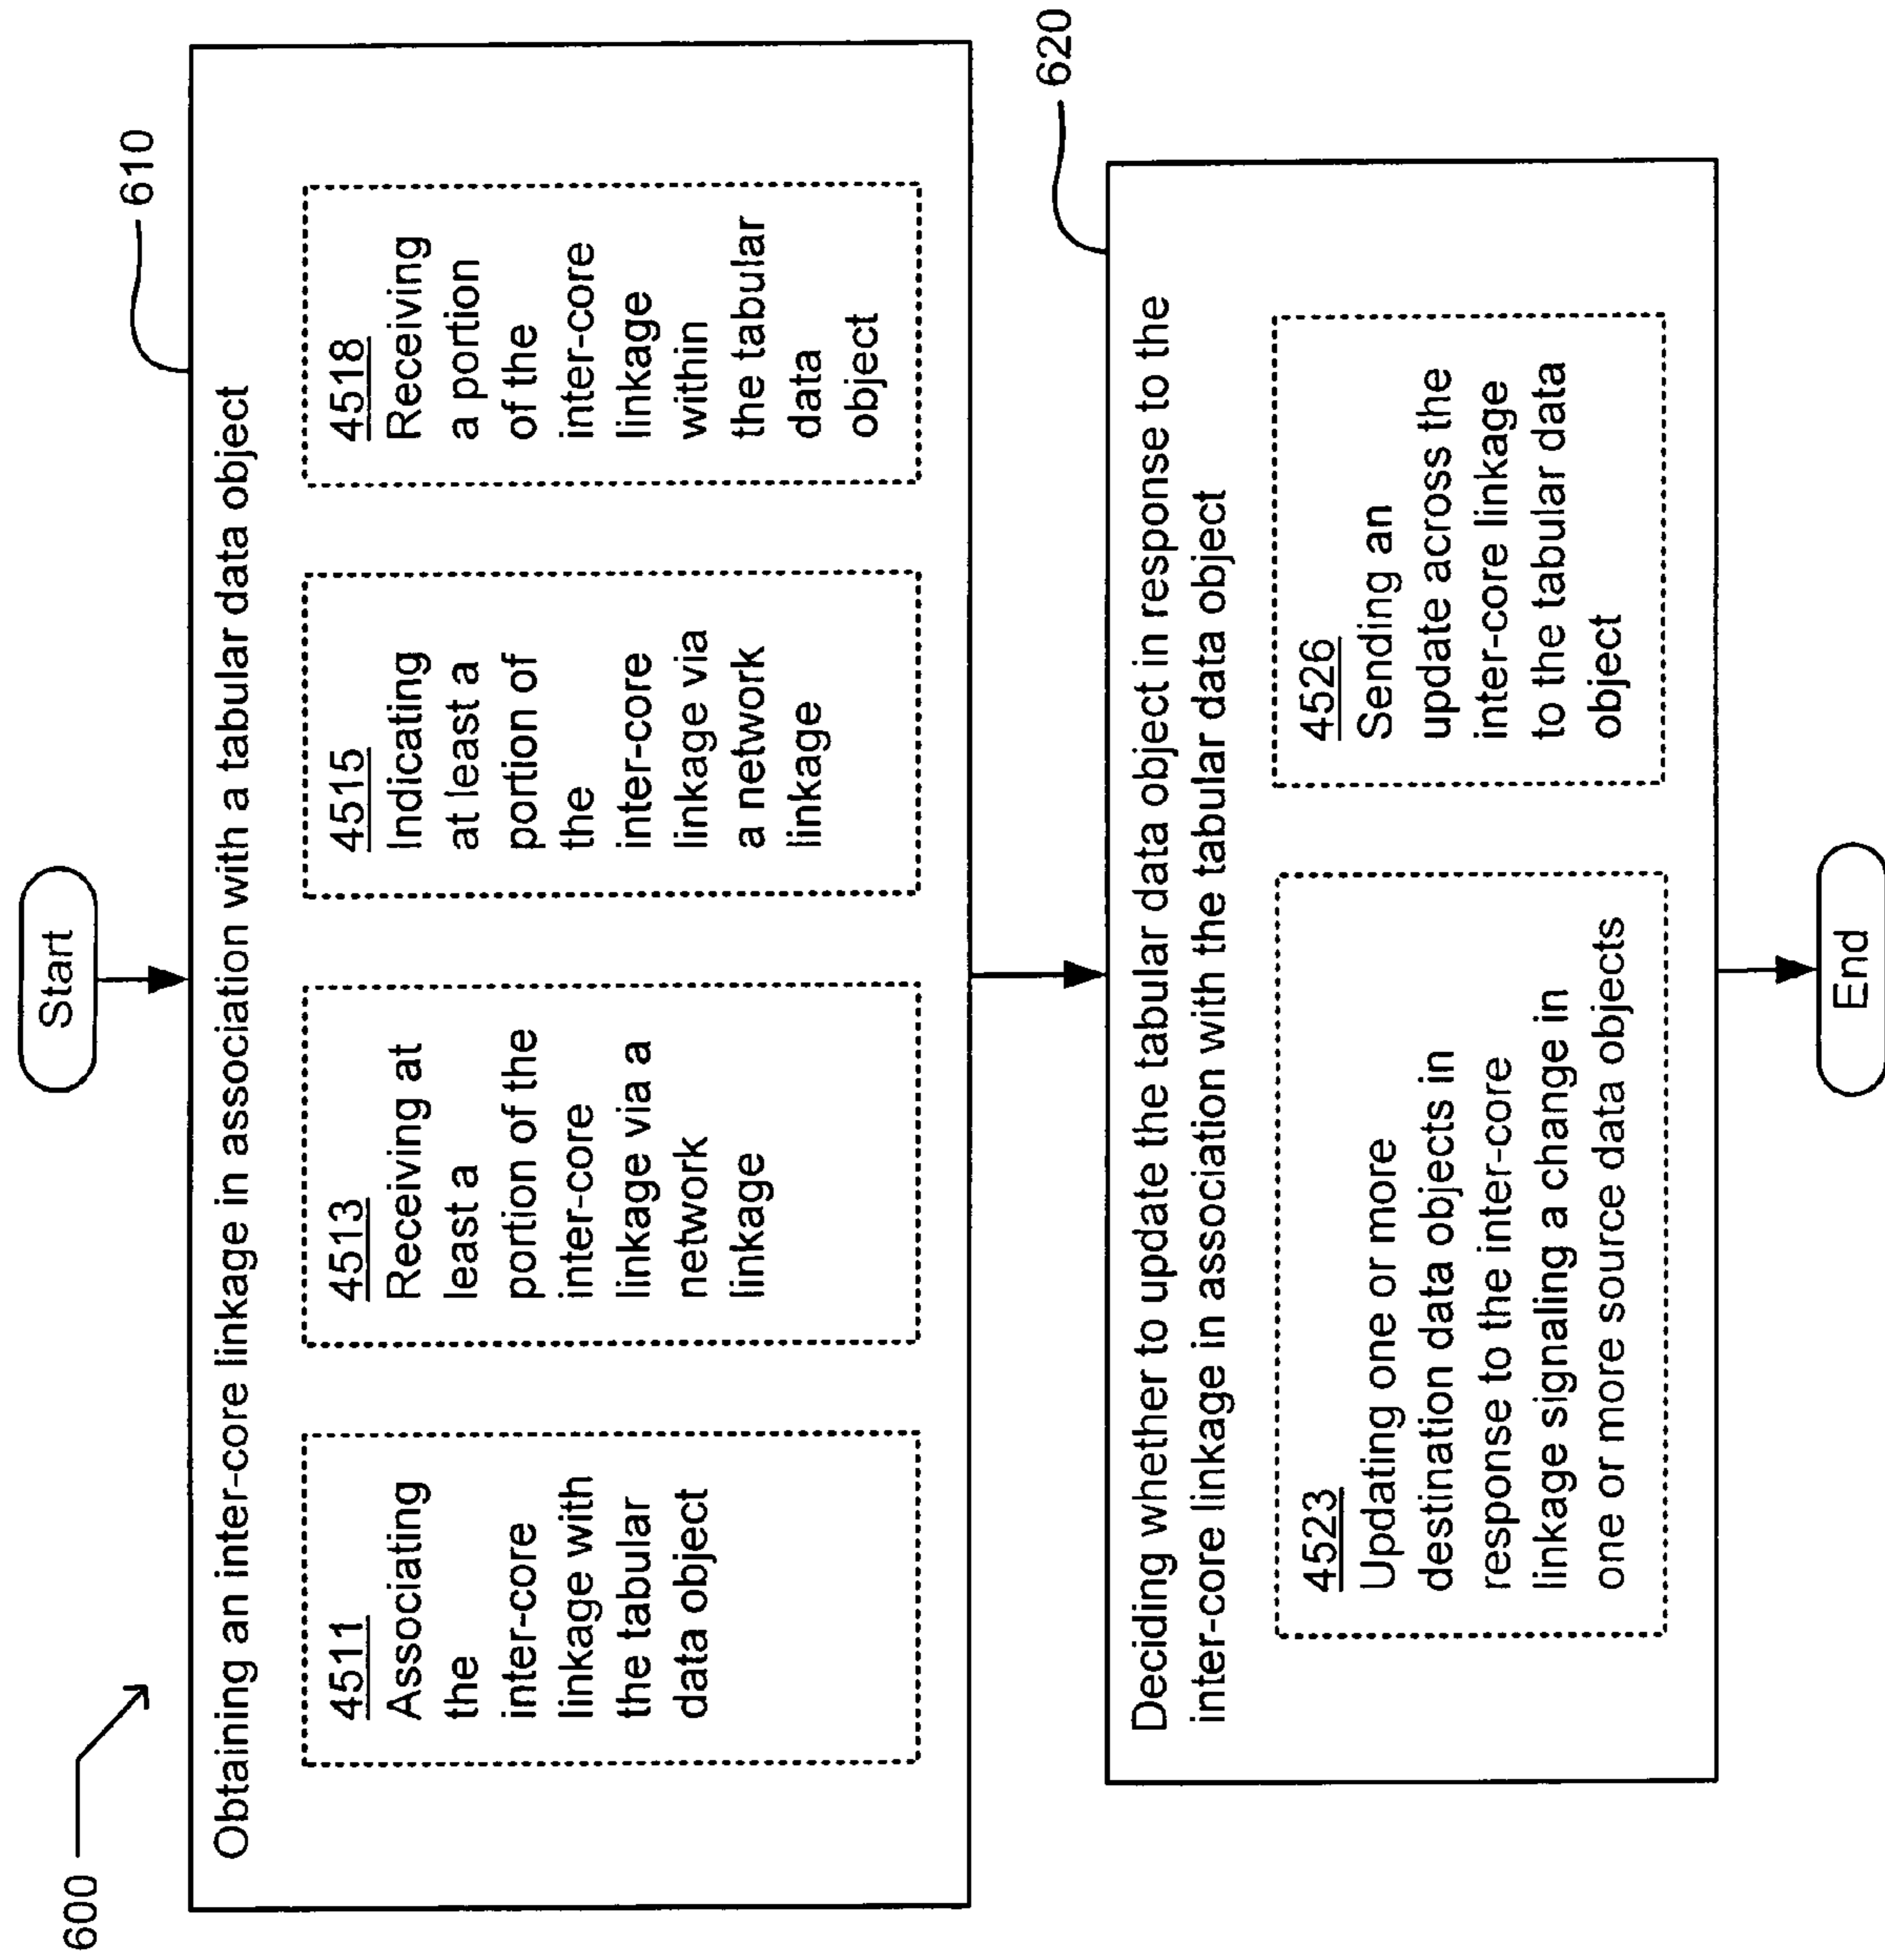 600
Start
610
Obtaining an inter-core linkage in association with a tabular data object
4511
Associating
the
inter-core
linkage with
the tabular
data object
4513
Receiving at
least a
portion of the
inter-core
linkage via a
network
linkage
4515
Indicating
at least a
portion of
the
inter-core
linkage via
a network
linkage
4518
Receiving
a portion
of the
inter-core
linkage
within
the tabular
data
object
620
Deciding whether to update the tabular data object in response to the
inter-core linkage in association with the tabular data object
4523
Updating one or more
destination data objects in
response to the inter-core
linkage signaling a change in
one or more source data objects
4526
Sending an
update across the
inter-core linkage
to the tabular data
object
End